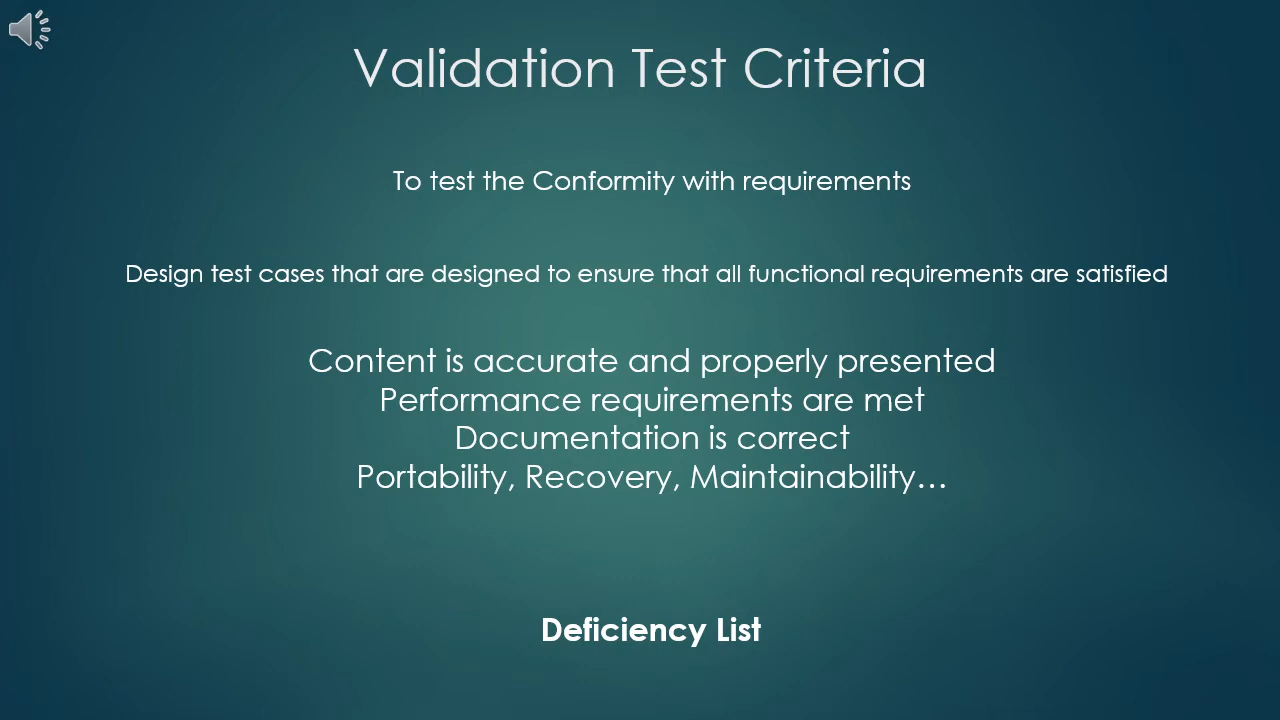 Validation Test Criteria
To test the Conformity with requirements
Design test cases that are designed to ensure that all functional requirements are satisfied
Content is accurate and properly presented
Performance requirements are met
Documentation is correct
Portability, Recovery, Maintainability…
Deficiency List